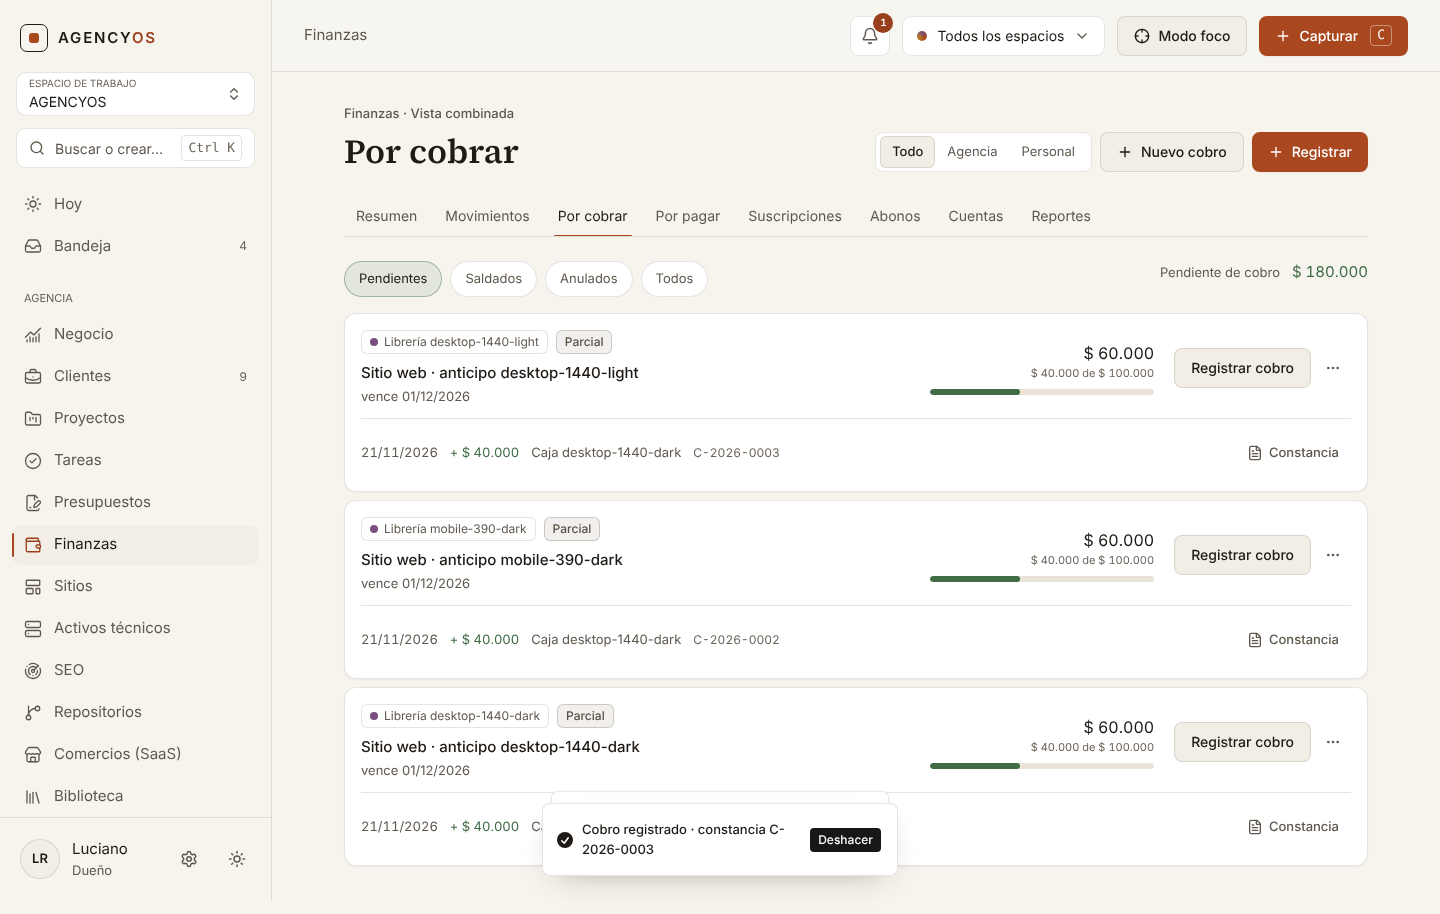 AGENCYOS
ESPACIO DE TRABAJO
AGENCYOS
Buscar o crear... Ctrl K
Hoy
Bandeja 4
AGENCIA
Negocio
Clientes 9
Proyectos
Tareas
Presupuestos
Finanzas
Sitios
Activos técnicos
SEO
Repositorios
Comercios (SaaS)
Biblioteca
LR
Luciano
Dueño
Finanzas
1
Todos los espacios
Modo foco
+ Capturar C
Finanzas · Vista combinada
Por cobrar
Todo Agencia Personal
+ Nuevo cobro
+ Registrar
Resumen Movimientos Por cobrar Por pagar Suscripciones Abonos Cuentas Reportes
Pendientes Saldados Anulados Todos
Pendiente de cobro $ 180.000
Librería desktop-1440-light Parcial
Sitio web · anticipo desktop-1440-light
vence 01/12/2026
$ 60.000
$ 40.000 de $ 100.000
Registrar cobro ...
21/11/2026 + $ 40.000 Caja desktop-1440-dark C-2026-0003 Constancia
Librería mobile-390-dark Parcial
Sitio web · anticipo mobile-390-dark
vence 01/12/2026
$ 60.000
$ 40.000 de $ 100.000
Registrar cobro ...
21/11/2026 + $ 40.000 Caja desktop-1440-dark C-2026-0002 Constancia
Librería desktop-1440-dark Parcial
Sitio web · anticipo desktop-1440-dark
vence 01/12/2026
$ 60.000
$ 40.000 de $ 100.000
Registrar cobro ...
21/11/2026 + $ 40.000 Constancia
Cobro registrado · constancia C-
2026-0003
Deshacer